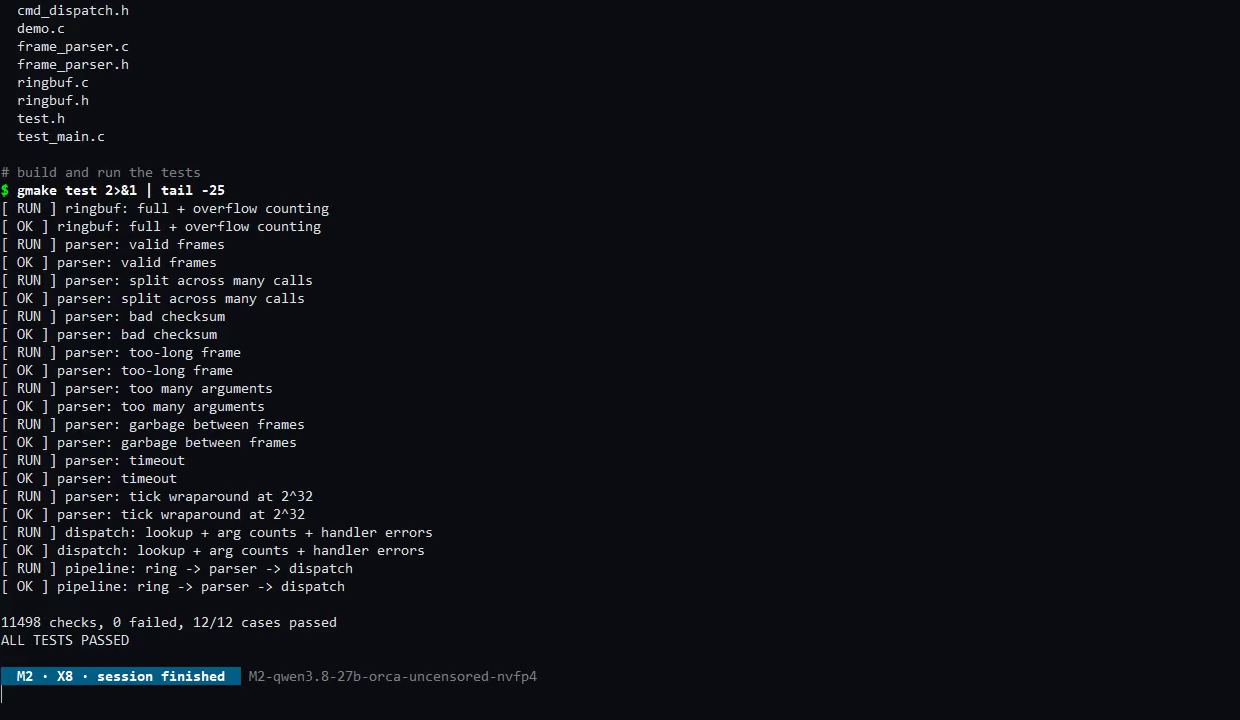 cmd_dispatch.h
demo.c
frame_parser.c
frame_parser.h
ringbuf.c
ringbuf.h
test.h
test_main.c
# build and run the tests
$ gmake test 2>&1 | tail -25
[ RUN ] ringbuf: full + overflow counting
[ OK ] ringbuf: full + overflow counting
[ RUN ] parser: valid frames
[ OK ] parser: valid frames
[ RUN ] parser: split across many calls
[ OK ] parser: split across many calls
[ RUN ] parser: bad checksum
[ OK ] parser: bad checksum
[ RUN ] parser: too-long frame
[ OK ] parser: too-long frame
[ RUN ] parser: too many arguments
[ OK ] parser: too many arguments
[ RUN ] parser: garbage between frames
[ OK ] parser: garbage between frames
[ RUN ] parser: timeout
[ OK ] parser: timeout
[ RUN ] parser: tick wraparound at 2^32
[ OK ] parser: tick wraparound at 2^32
[ RUN ] dispatch: lookup + arg counts + handler errors
[ OK ] dispatch: lookup + arg counts + handler errors
[ RUN ] pipeline: ring -> parser -> dispatch
[ OK ] pipeline: ring -> parser -> dispatch
11498 checks, 0 failed, 12/12 cases passed
ALL TESTS PASSED
M2 · X8 · session finished M2-qwen3.8-27b-orca-uncensored-nvfp4